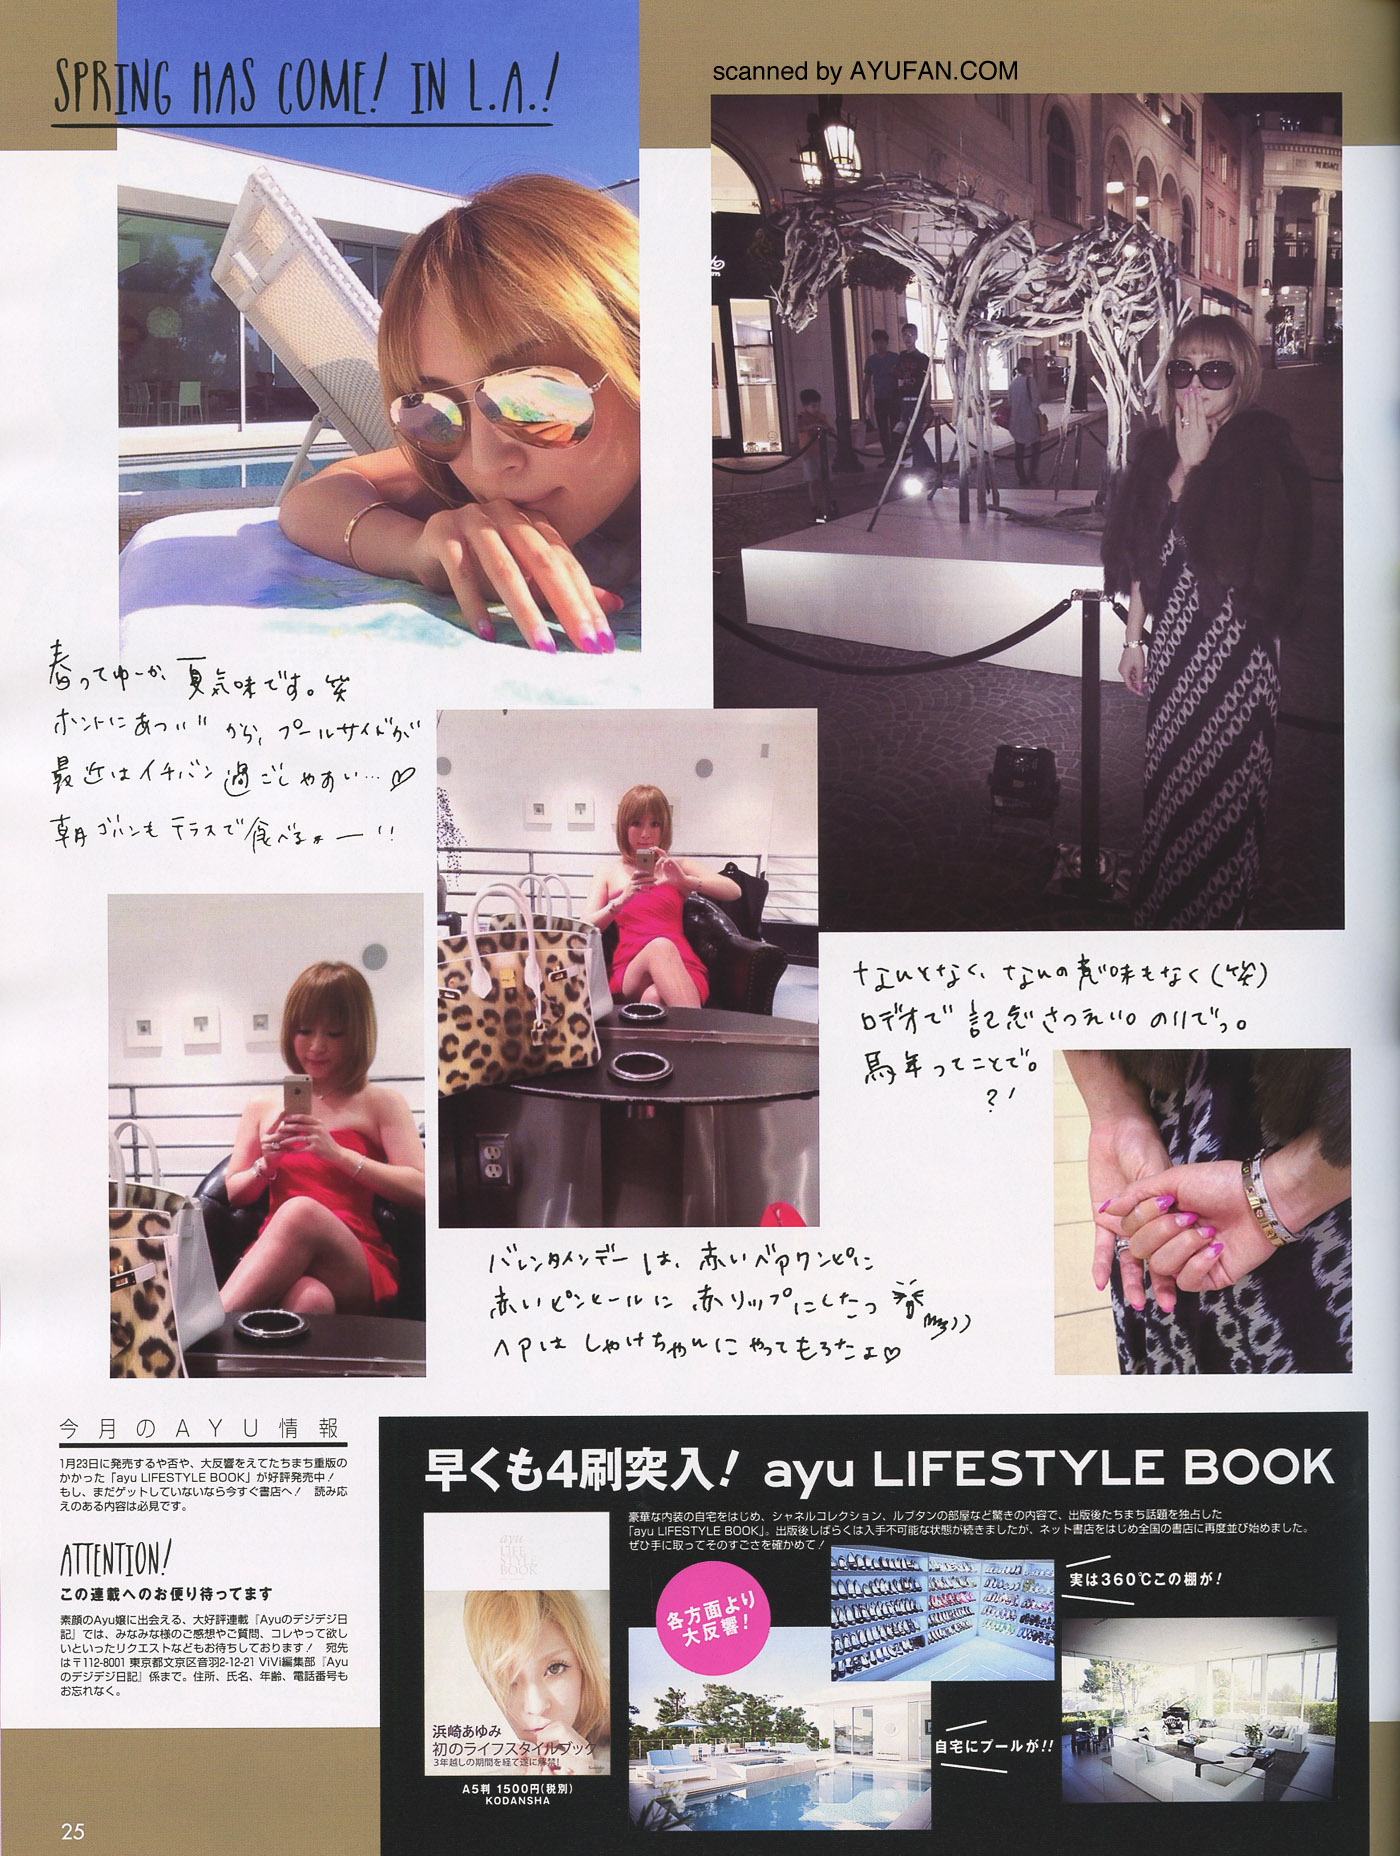 SPRING HAS COME! IN L.A.!
scanned by AYUFAN.COM
春ってゆーか、夏気味です。笑
ホントにあついから、プールサイドが
最近はイチバン過ごしやすい…♡
朝ゴハンもテラスで食べるォー!!
なんとなく、なんの意味もなく(笑)
ロデオで記念さつえい。のりでっ。
馬年ってことで。
?!
バレンタインデーは、赤いベアワンピに
赤いピンヒールに赤リップにしたっ
ヘアはしゃけちゃんにやってもらたよ♡
今月のAYU情報
1月23日に発売するや否や、大反響をえてたちまち重版の
かかった「ayu LIFESTYLE BOOK」が好評発売中！
もし、まだゲットしていないなら今すぐ書店へ！　読み応
えのある内容は必見です。
ATTENTION!
この連載へのお便り待ってます
素顔のAyu嬢に出会える、大好評連載『Ayuのデジデジ日
記』では、みなみな様のご感想やご質問、コレやって欲し
いといったリクエストなどもお待ちしております！　宛先
は〒112-8001 東京都文京区音羽2-12-21 ViVi編集部『Ayu
のデジデジ日記』係まで。住所、氏名、年齢、電話番号も
お忘れなく。
25
早くも4刷突入! ayu LIFESTYLE BOOK
豪華な内装の自宅をはじめ、シャネルコレクション、ルブタンの部屋など驚きの内容で、出版後たちまち話題を独占した
「ayu LIFESTYLE BOOK」。出版後しばらくは入手不可能な状態が続きましたが、ネット書店をはじめ全国の書店に再度並び始めました。
ぜひ手に取ってそのすごさを確かめて！
ayu
LIFE
STYLE
BOOK
浜崎あゆみ
初のライフスタイルブック
3年越しの期間を経て遂に解禁!
A5判 1500円(税別)
KODANSHA
各方面より
大反響!
実は360℃この棚が!
自宅にプールが!!